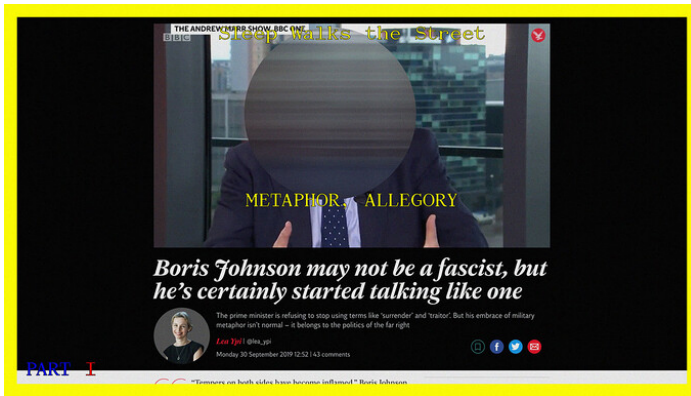 THE ANDREW MARR SHOW, BBC ONE
BBC
Sleep Walks the Street
METAPHOR, ALLEGORY
Boris Johnson may not be a fascist, but
he's certainly started talking like one
The prime minister is refusing to stop using terms like 'surrender' and 'traitor'. But his embrace of military
metaphor isn't normal – it belongs to the politics of the far right
Lea Ypi | @lea_ypi
Monday 30 September 2019 12:52 | 43 comments
PART I
"Tempers on both sides have become inflamed," Boris Johnson